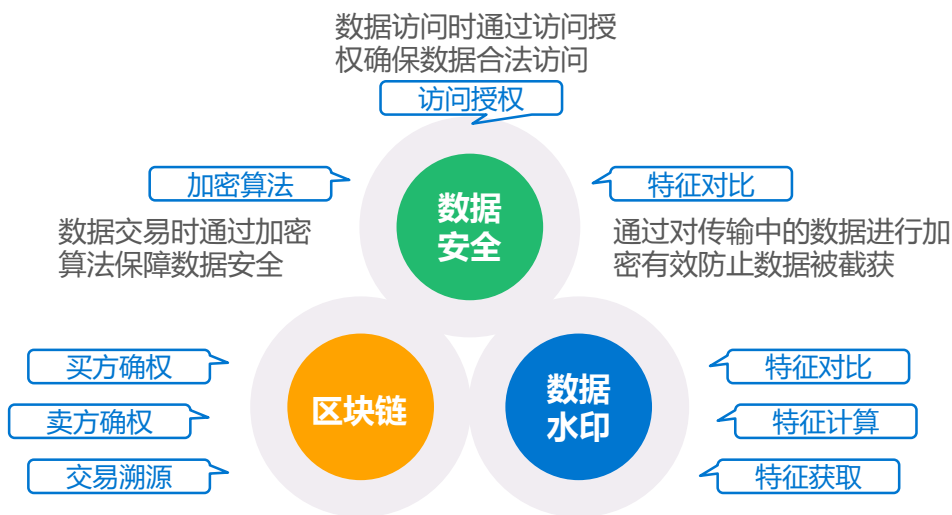 数据访问时通过访问授
权确保数据合法访问
访问授权
加密算法
数据交易时通过加密
算法保障数据安全
数据
安全
特征对比
通过对传输中的数据进行加
密有效防止数据被截获
买方确权
卖方确权
交易溯源
区块链
数据
水印
特征对比
特征计算
特征获取